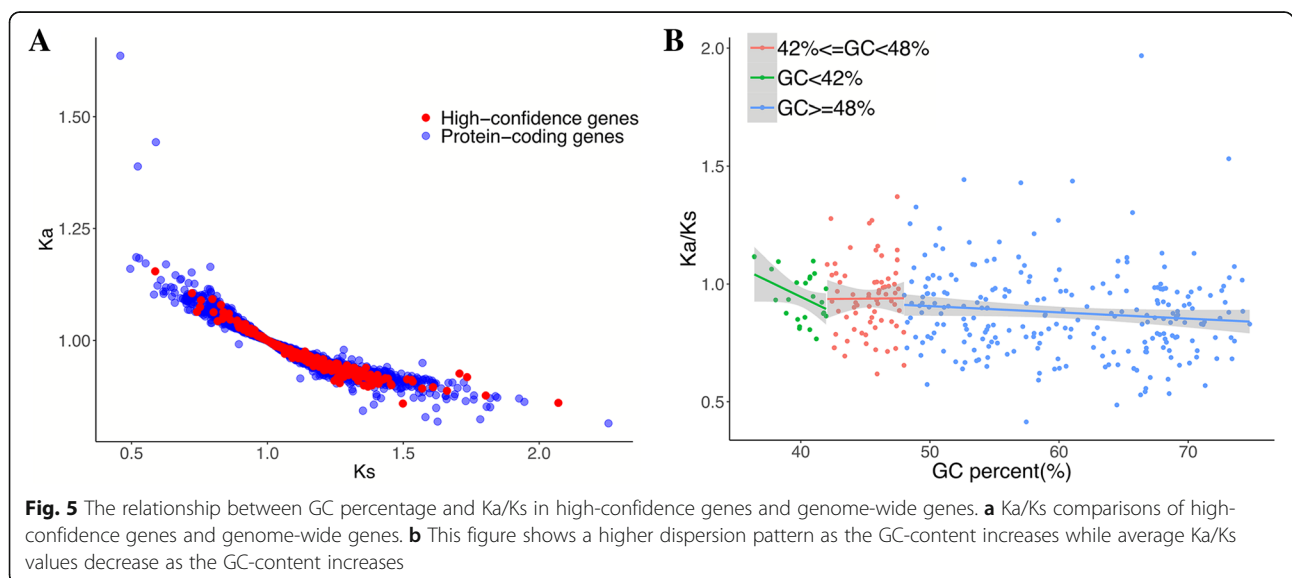 A
Ka
1.50
1.25
1.00
0.5
1.0
1.5
2.0
Ks
High-confidence genes
Protein-coding genes
B
Ka/Ks
2.0
1.5
1.0
0.5
40
50
60
70
GC percent(%)
42%<=GC<48%
GC<42%
GC>=48%
Fig. 5 The relationship between GC percentage and Ka/Ks in high-confidence genes and genome-wide genes. a Ka/Ks comparisons of high-
confidence genes and genome-wide genes. b This figure shows a higher dispersion pattern as the GC-content increases while average Ka/Ks
values decrease as the GC-content increases